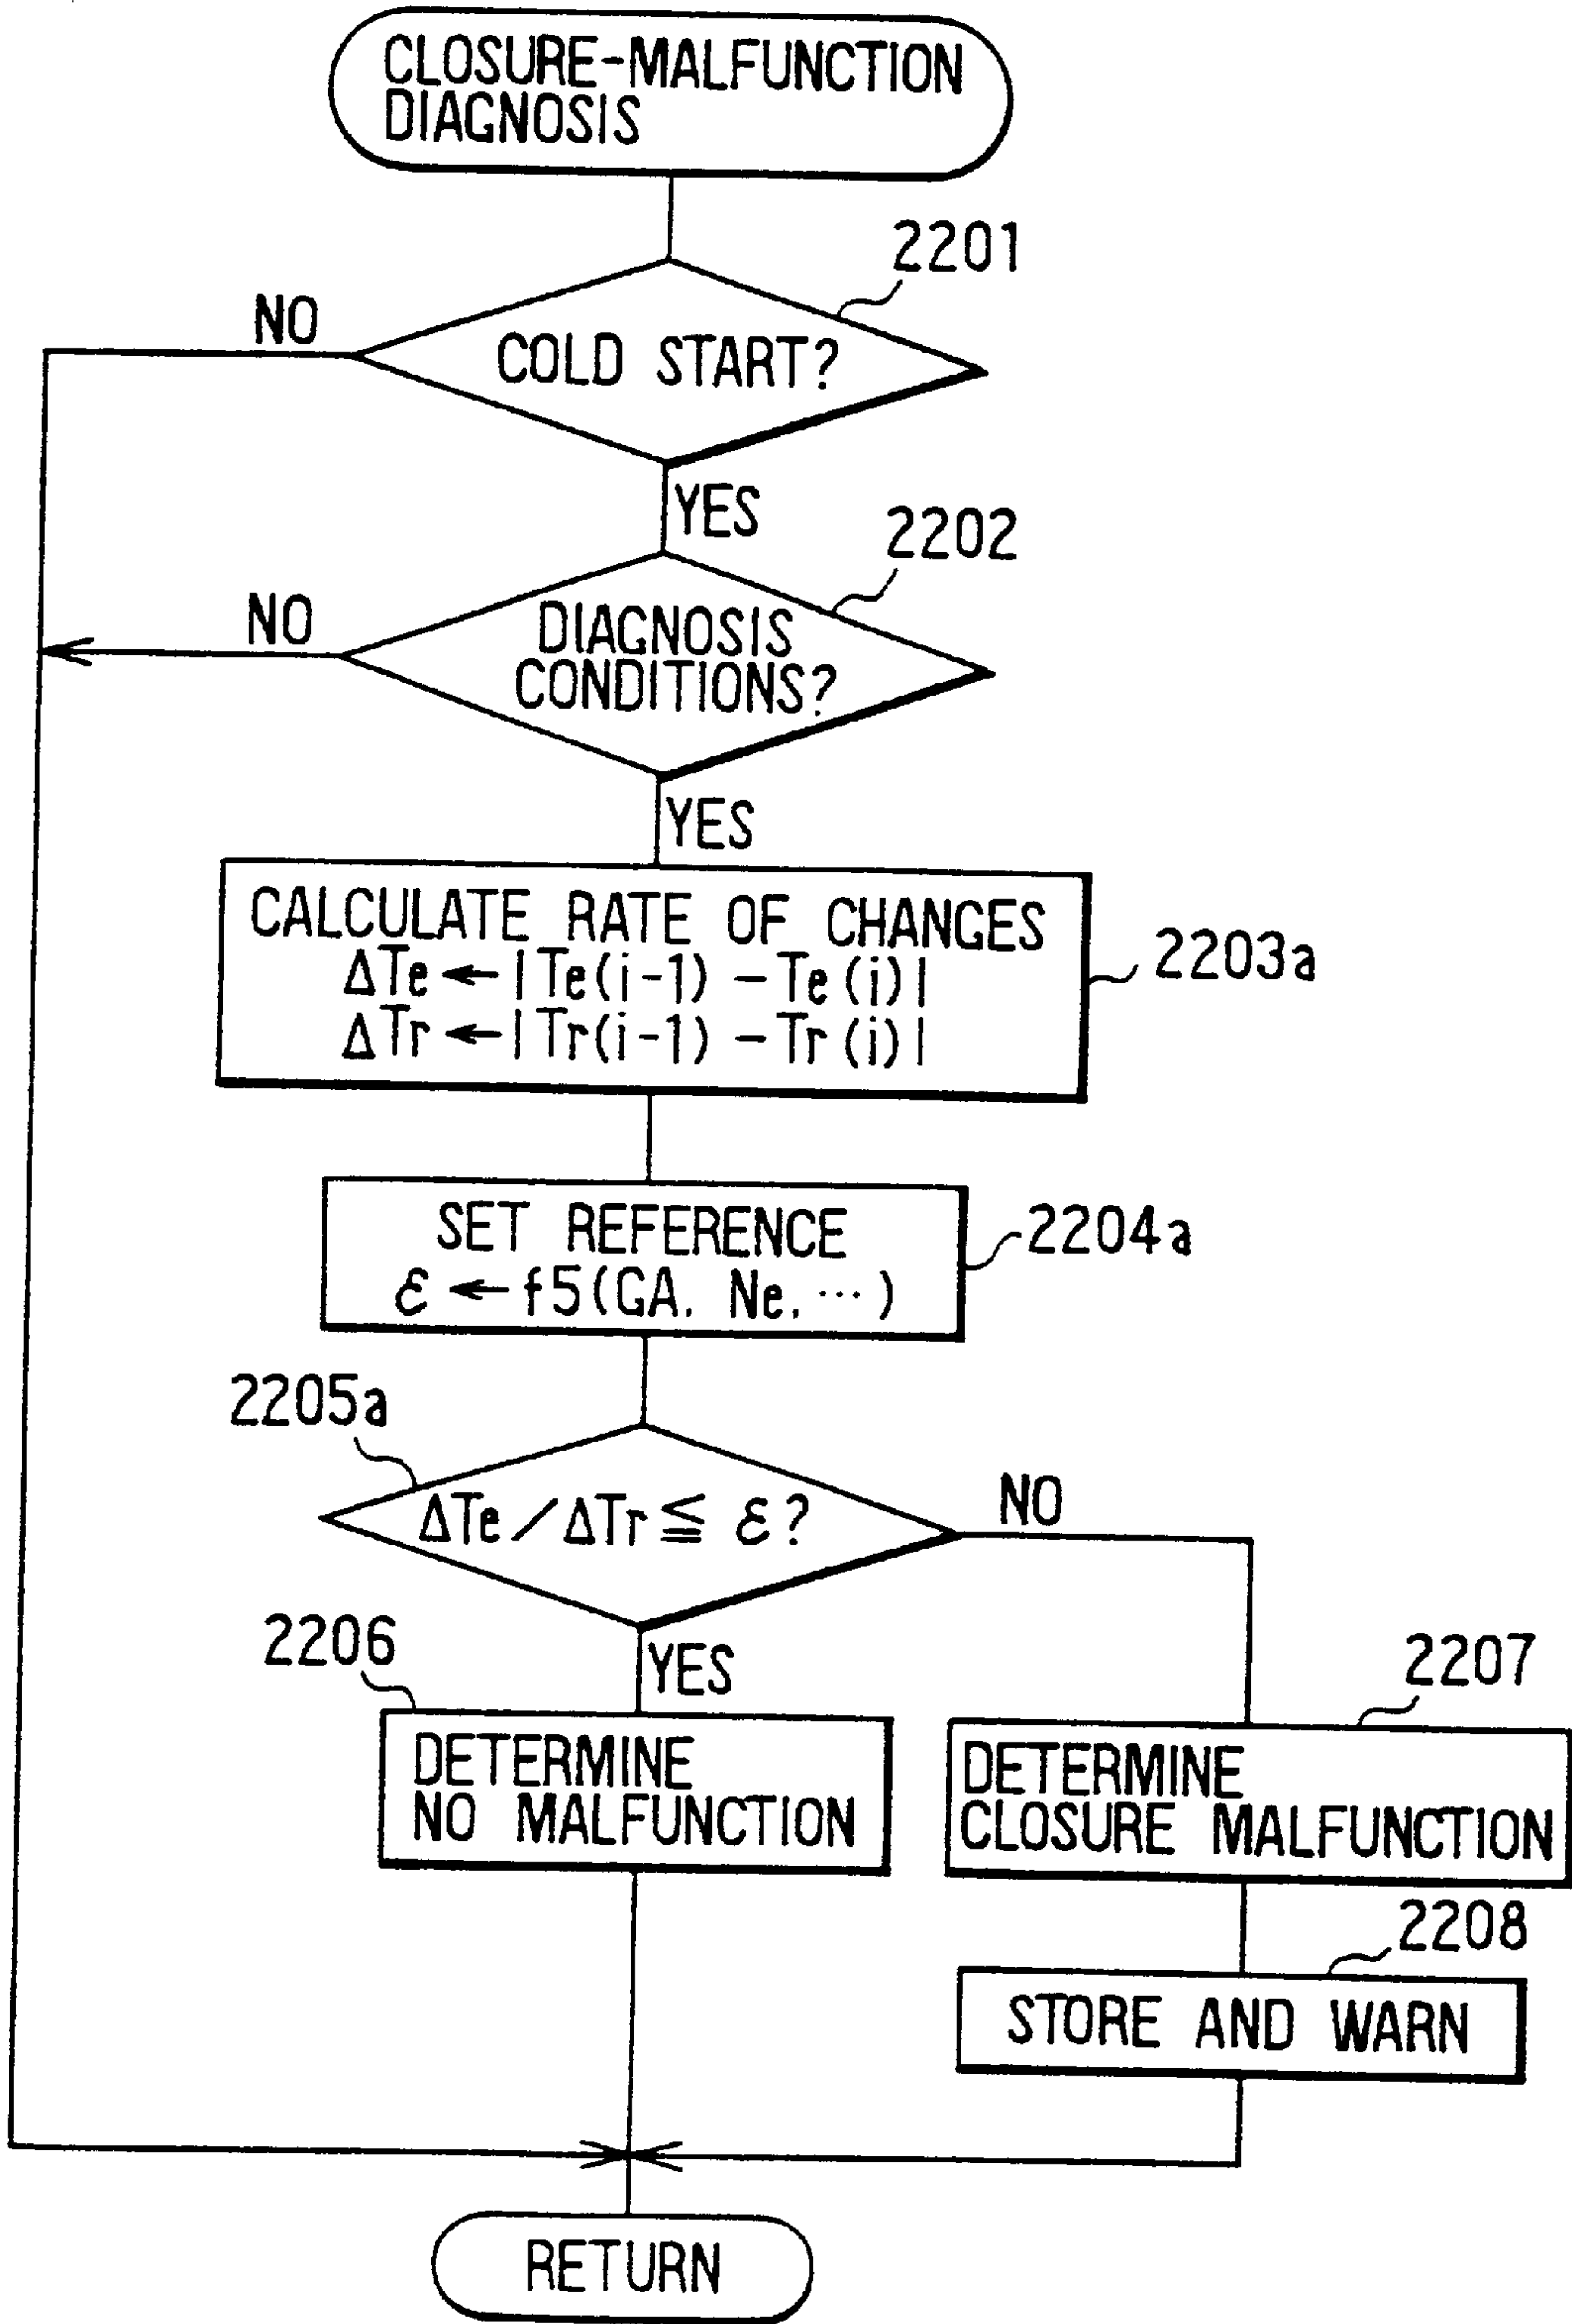 CLOSURE-MALFUNCTION
DIAGNOSIS
2201
NO
COLD START?
YES
2202
NO
DIAGNOSIS
CONDITIONS?
YES
CALCULATE RATE OF CHANGES
ΔTe ← |Te(i-1) - Te(i)|
ΔTr ← |Tr(i-1) - Tr(i)|
2203a
SET REFERENCE
ε ← f5(GA. Ne. ···)
2204a
2205a
ΔTe/ΔTr ≦ ε?
NO
YES
2206
DETERMINE
NO MALFUNCTION
2207
DETERMINE
CLOSURE MALFUNCTION
2208
STORE AND WARN
RETURN